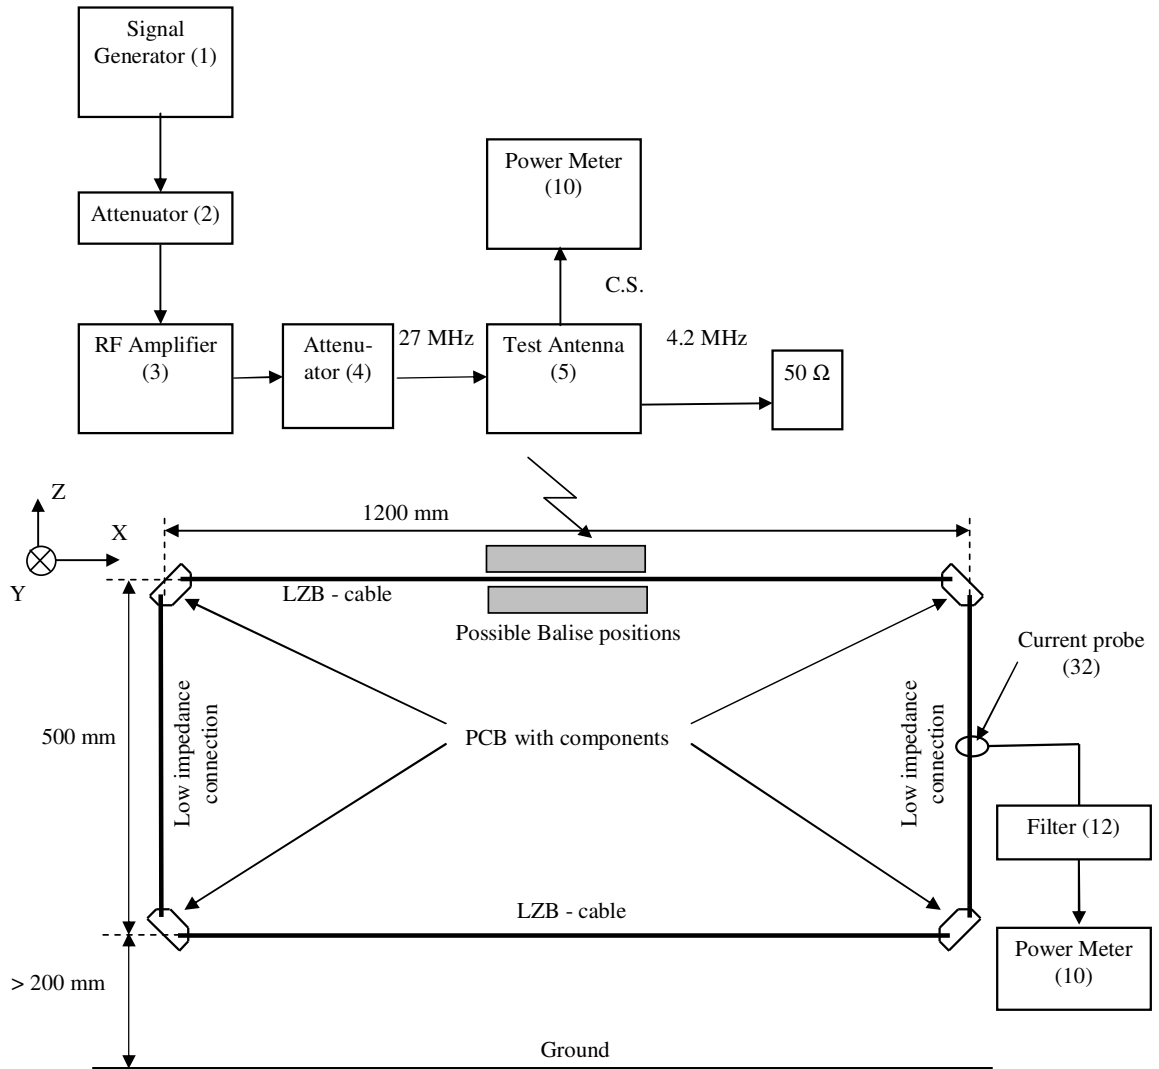 Signal
Generator (1)
Attenuator (2)
Power Meter
(10)
C.S.
RF Amplifier
(3)
Attenu-
ator (4)
27 MHz
Test Antenna
(5)
4.2 MHz
50 Ω
Z
X
Y
1200 mm
LZB - cable
Possible Balise positions
Current probe
(32)
500 mm
Low impedance
connection
PCB with components
Low impedance
connection
Filter (12)
LZB - cable
Power Meter
(10)
> 200 mm
Ground